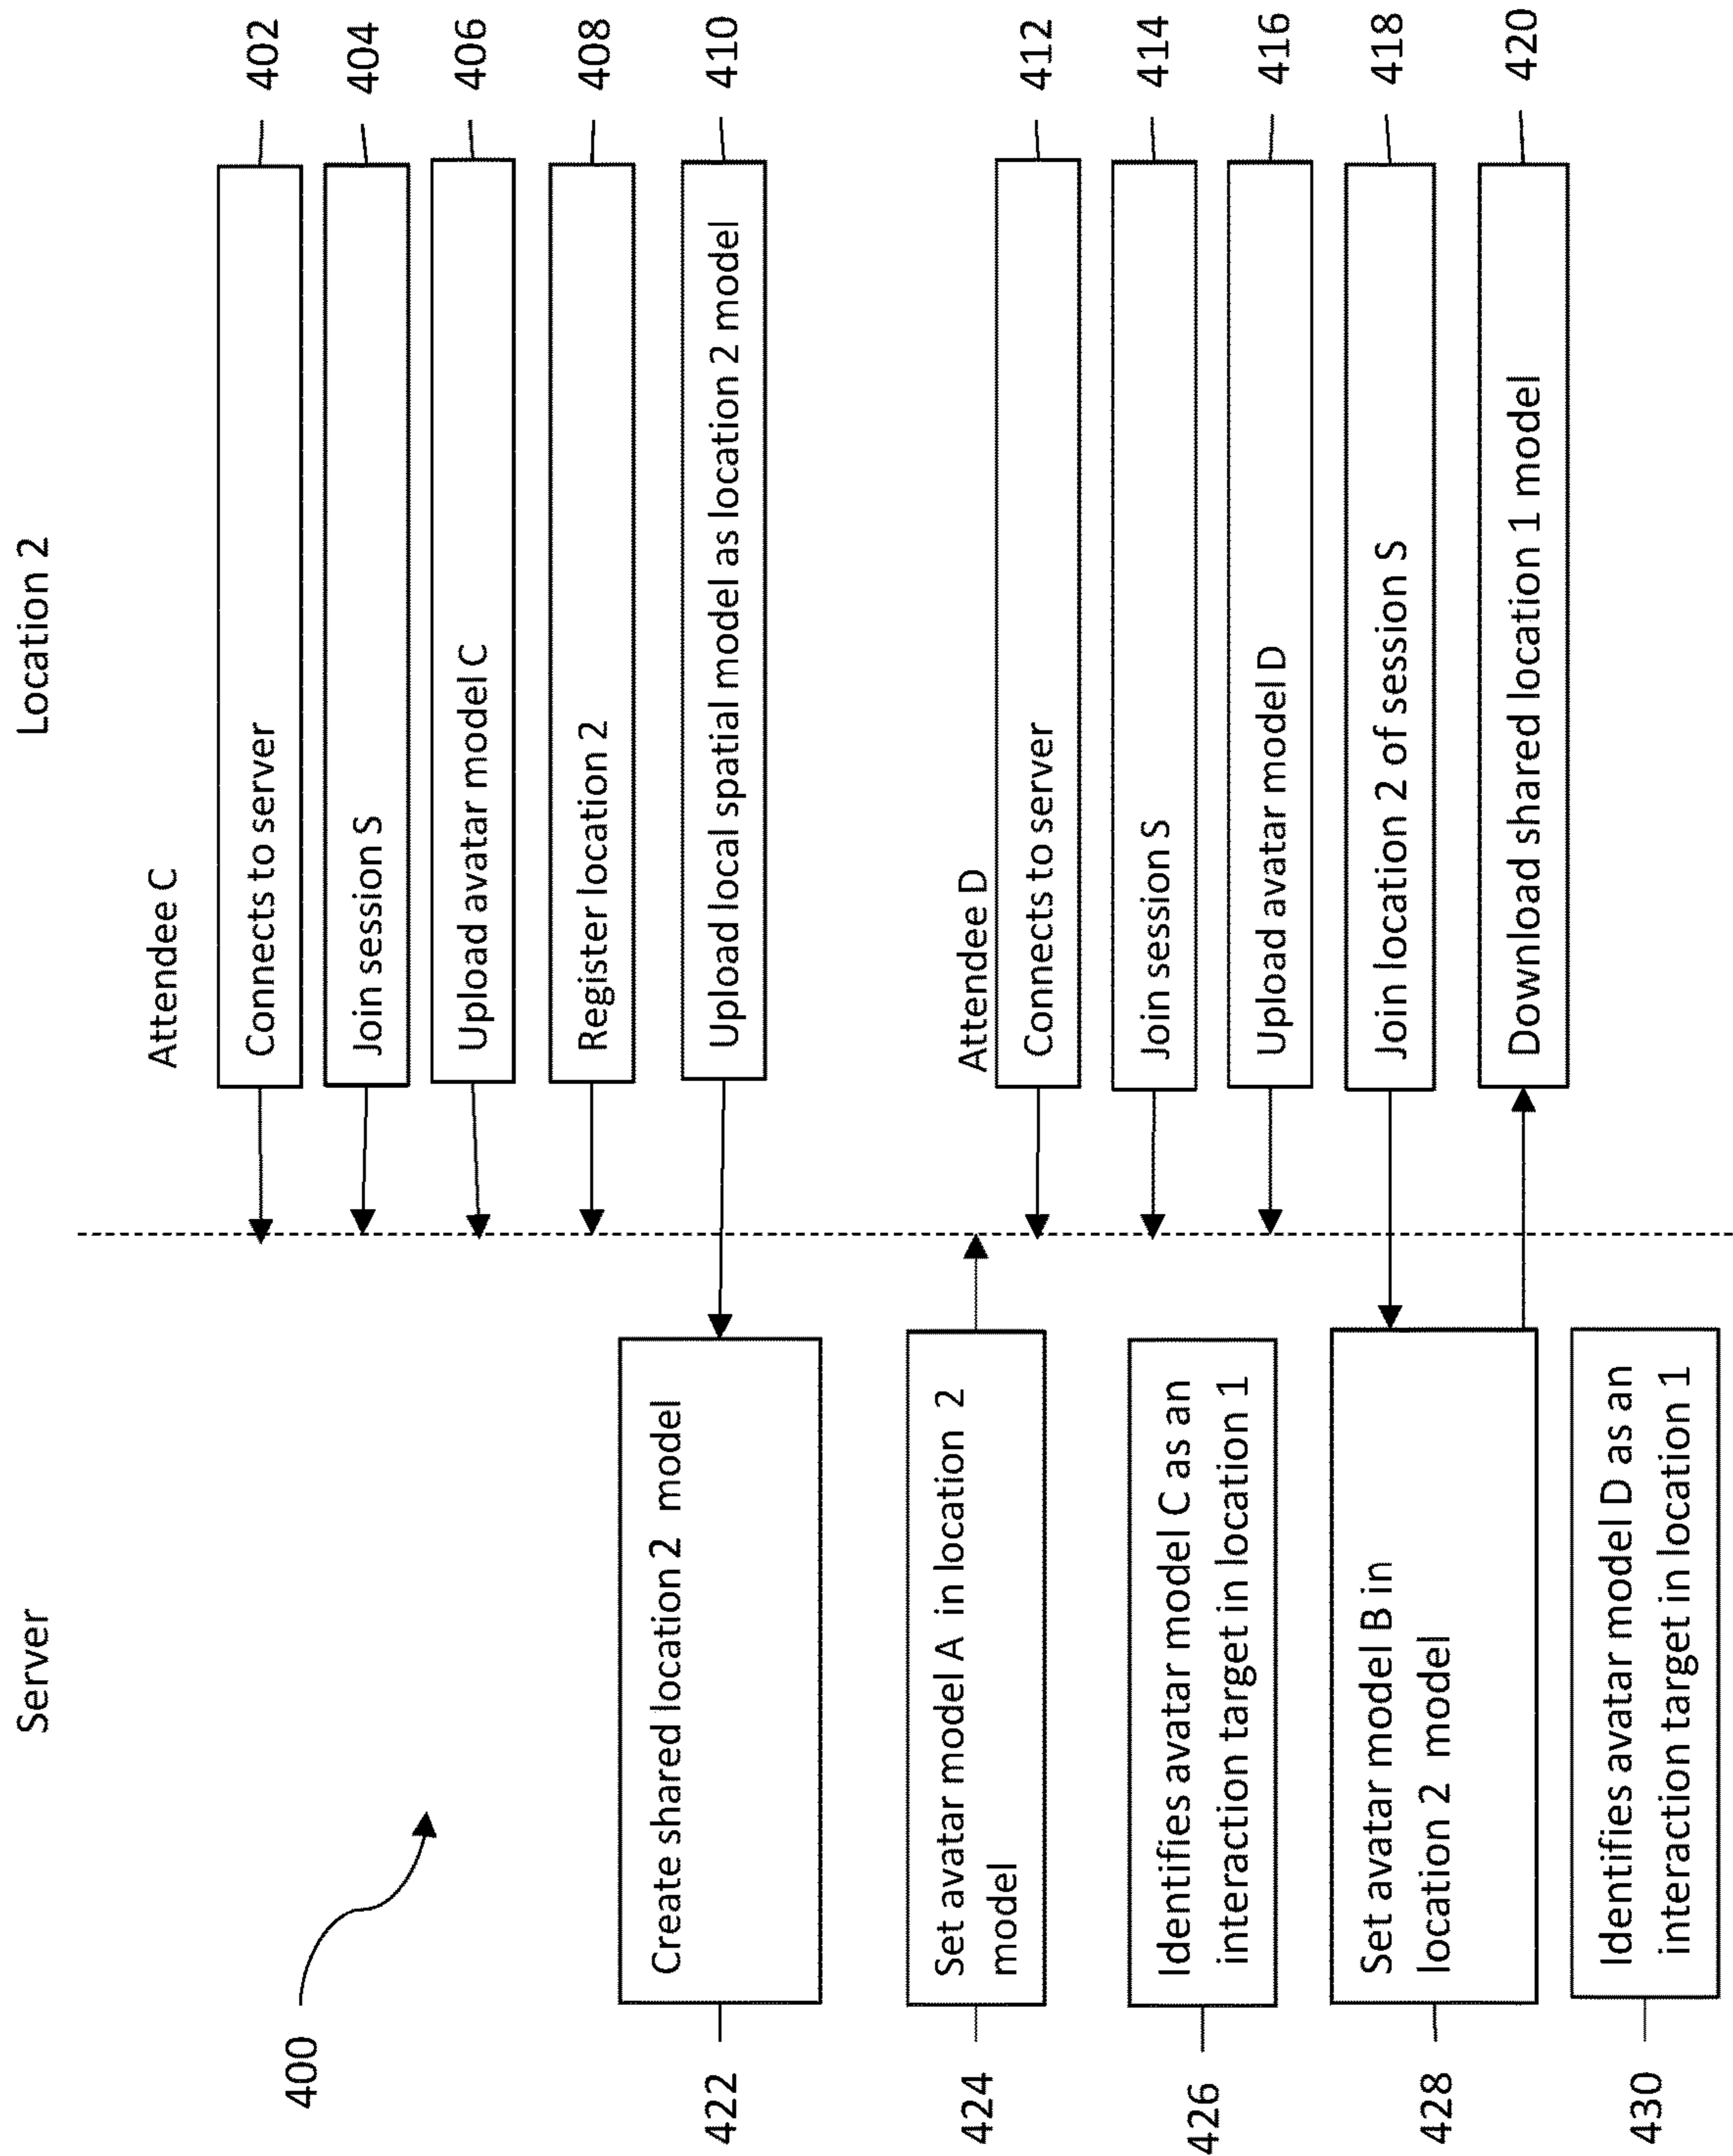 Server
Location 2
400
Attendee C
Connects to server
402
Join session S
404
Upload avatar model C
406
Register location 2
408
Upload local spatial model as location 2 model
410
422
Create shared location 2 model
424
Set avatar model A in location 2
model
Attendee D
Connects to server
412
Join session S
414
426
Identifies avatar model C as an
interaction target in location 1
Upload avatar model D
416
Join location 2 of session S
418
428
Set avatar model B in
location 2 model
Download shared location 1 model
420
430
Identifies avatar model D as an
interaction target in location 1